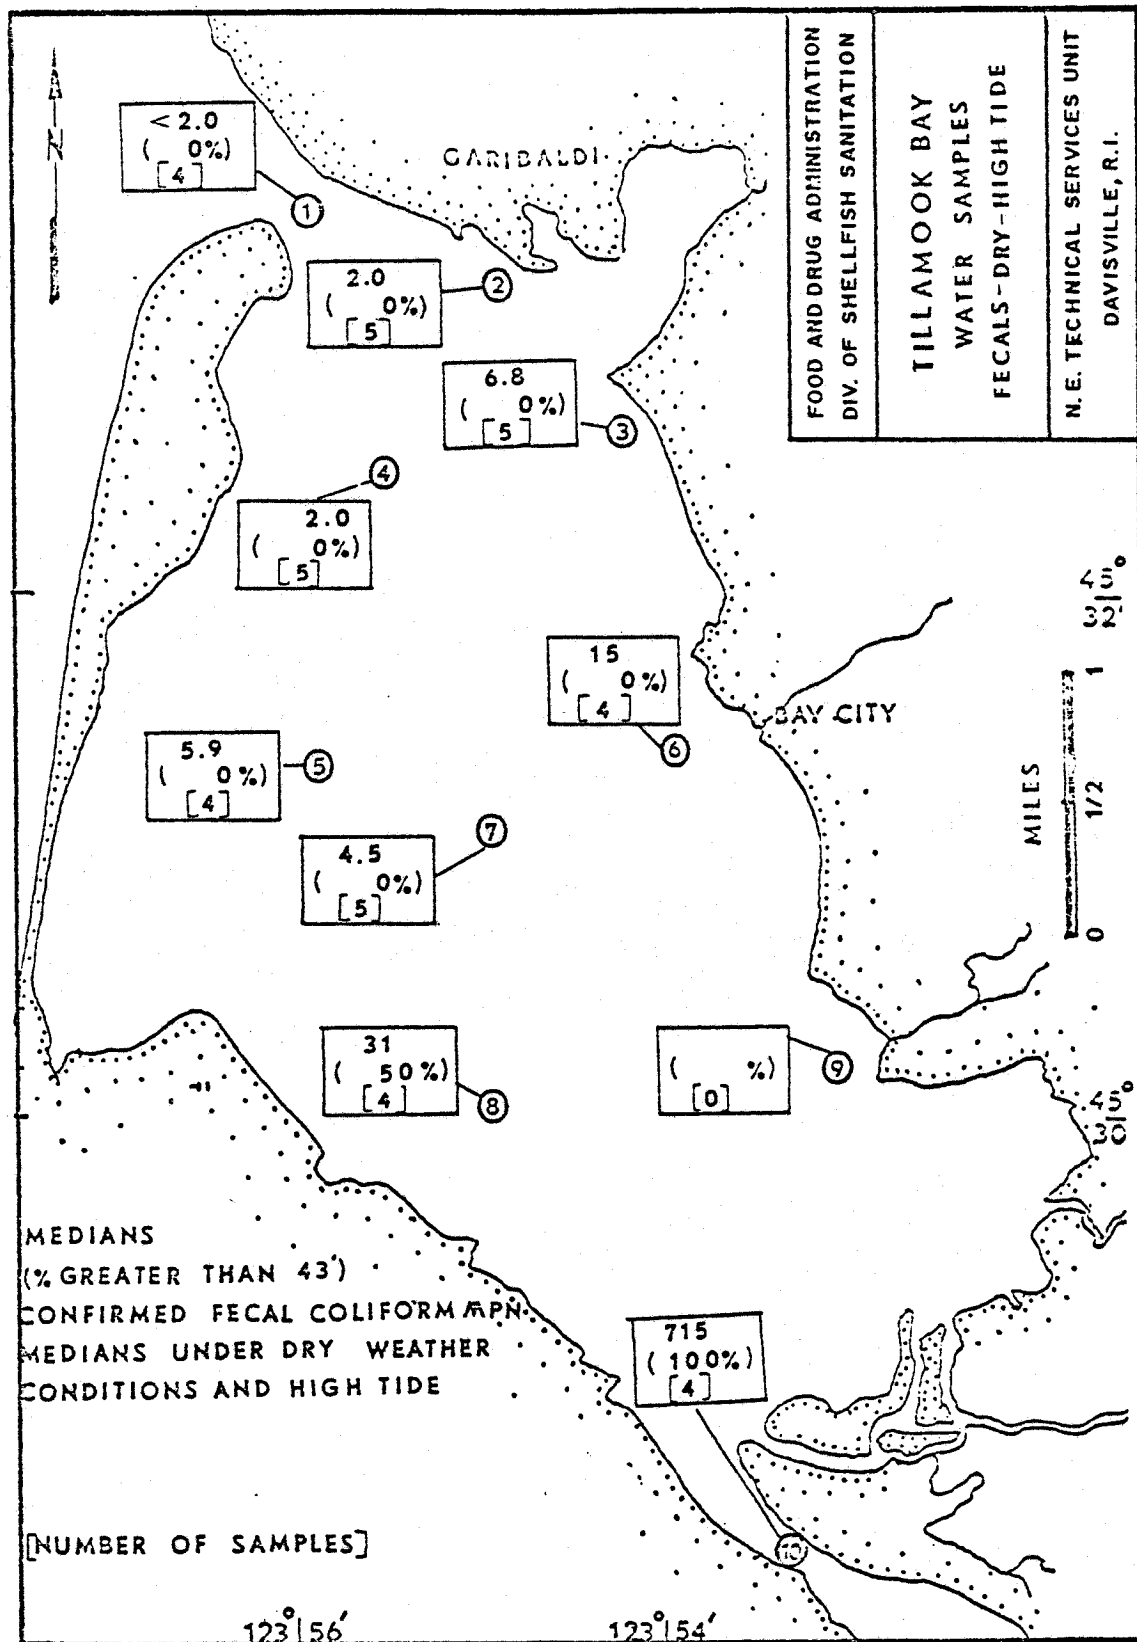 FOOD AND DRUG ADMINISTRATION
DIV. OF SHELLFISH SANITATION
TILLAMOOK BAY
WATER SAMPLES
FECALS-DRY-HIGH TIDE
N.E. TECHNICAL SERVICES UNIT
DAVISVILLE, R.I.
N
< 2.0
( 0%)
[4]
1
GARIBALDI
2.0
( 0%)
[5]
2
6.8
( 0%)
[5]
3
4
2.0
( 0%)
[5]
45°
32'
15
( 0%)
[4]
6
BAY CITY
5.9
( 0%)
[4]
5
4.5
( 0%)
[5]
7
MILES
1
1/2
0
31
( 50%)
[4]
8
( %)
[0]
9
45°
30'
MEDIANS
(% GREATER THAN 43')
CONFIRMED FECAL COLIFORM MPN
MEDIANS UNDER DRY WEATHER
CONDITIONS AND HIGH TIDE
715
( 100%)
[4]
10
[NUMBER OF SAMPLES]
123° 56'
123° 54'